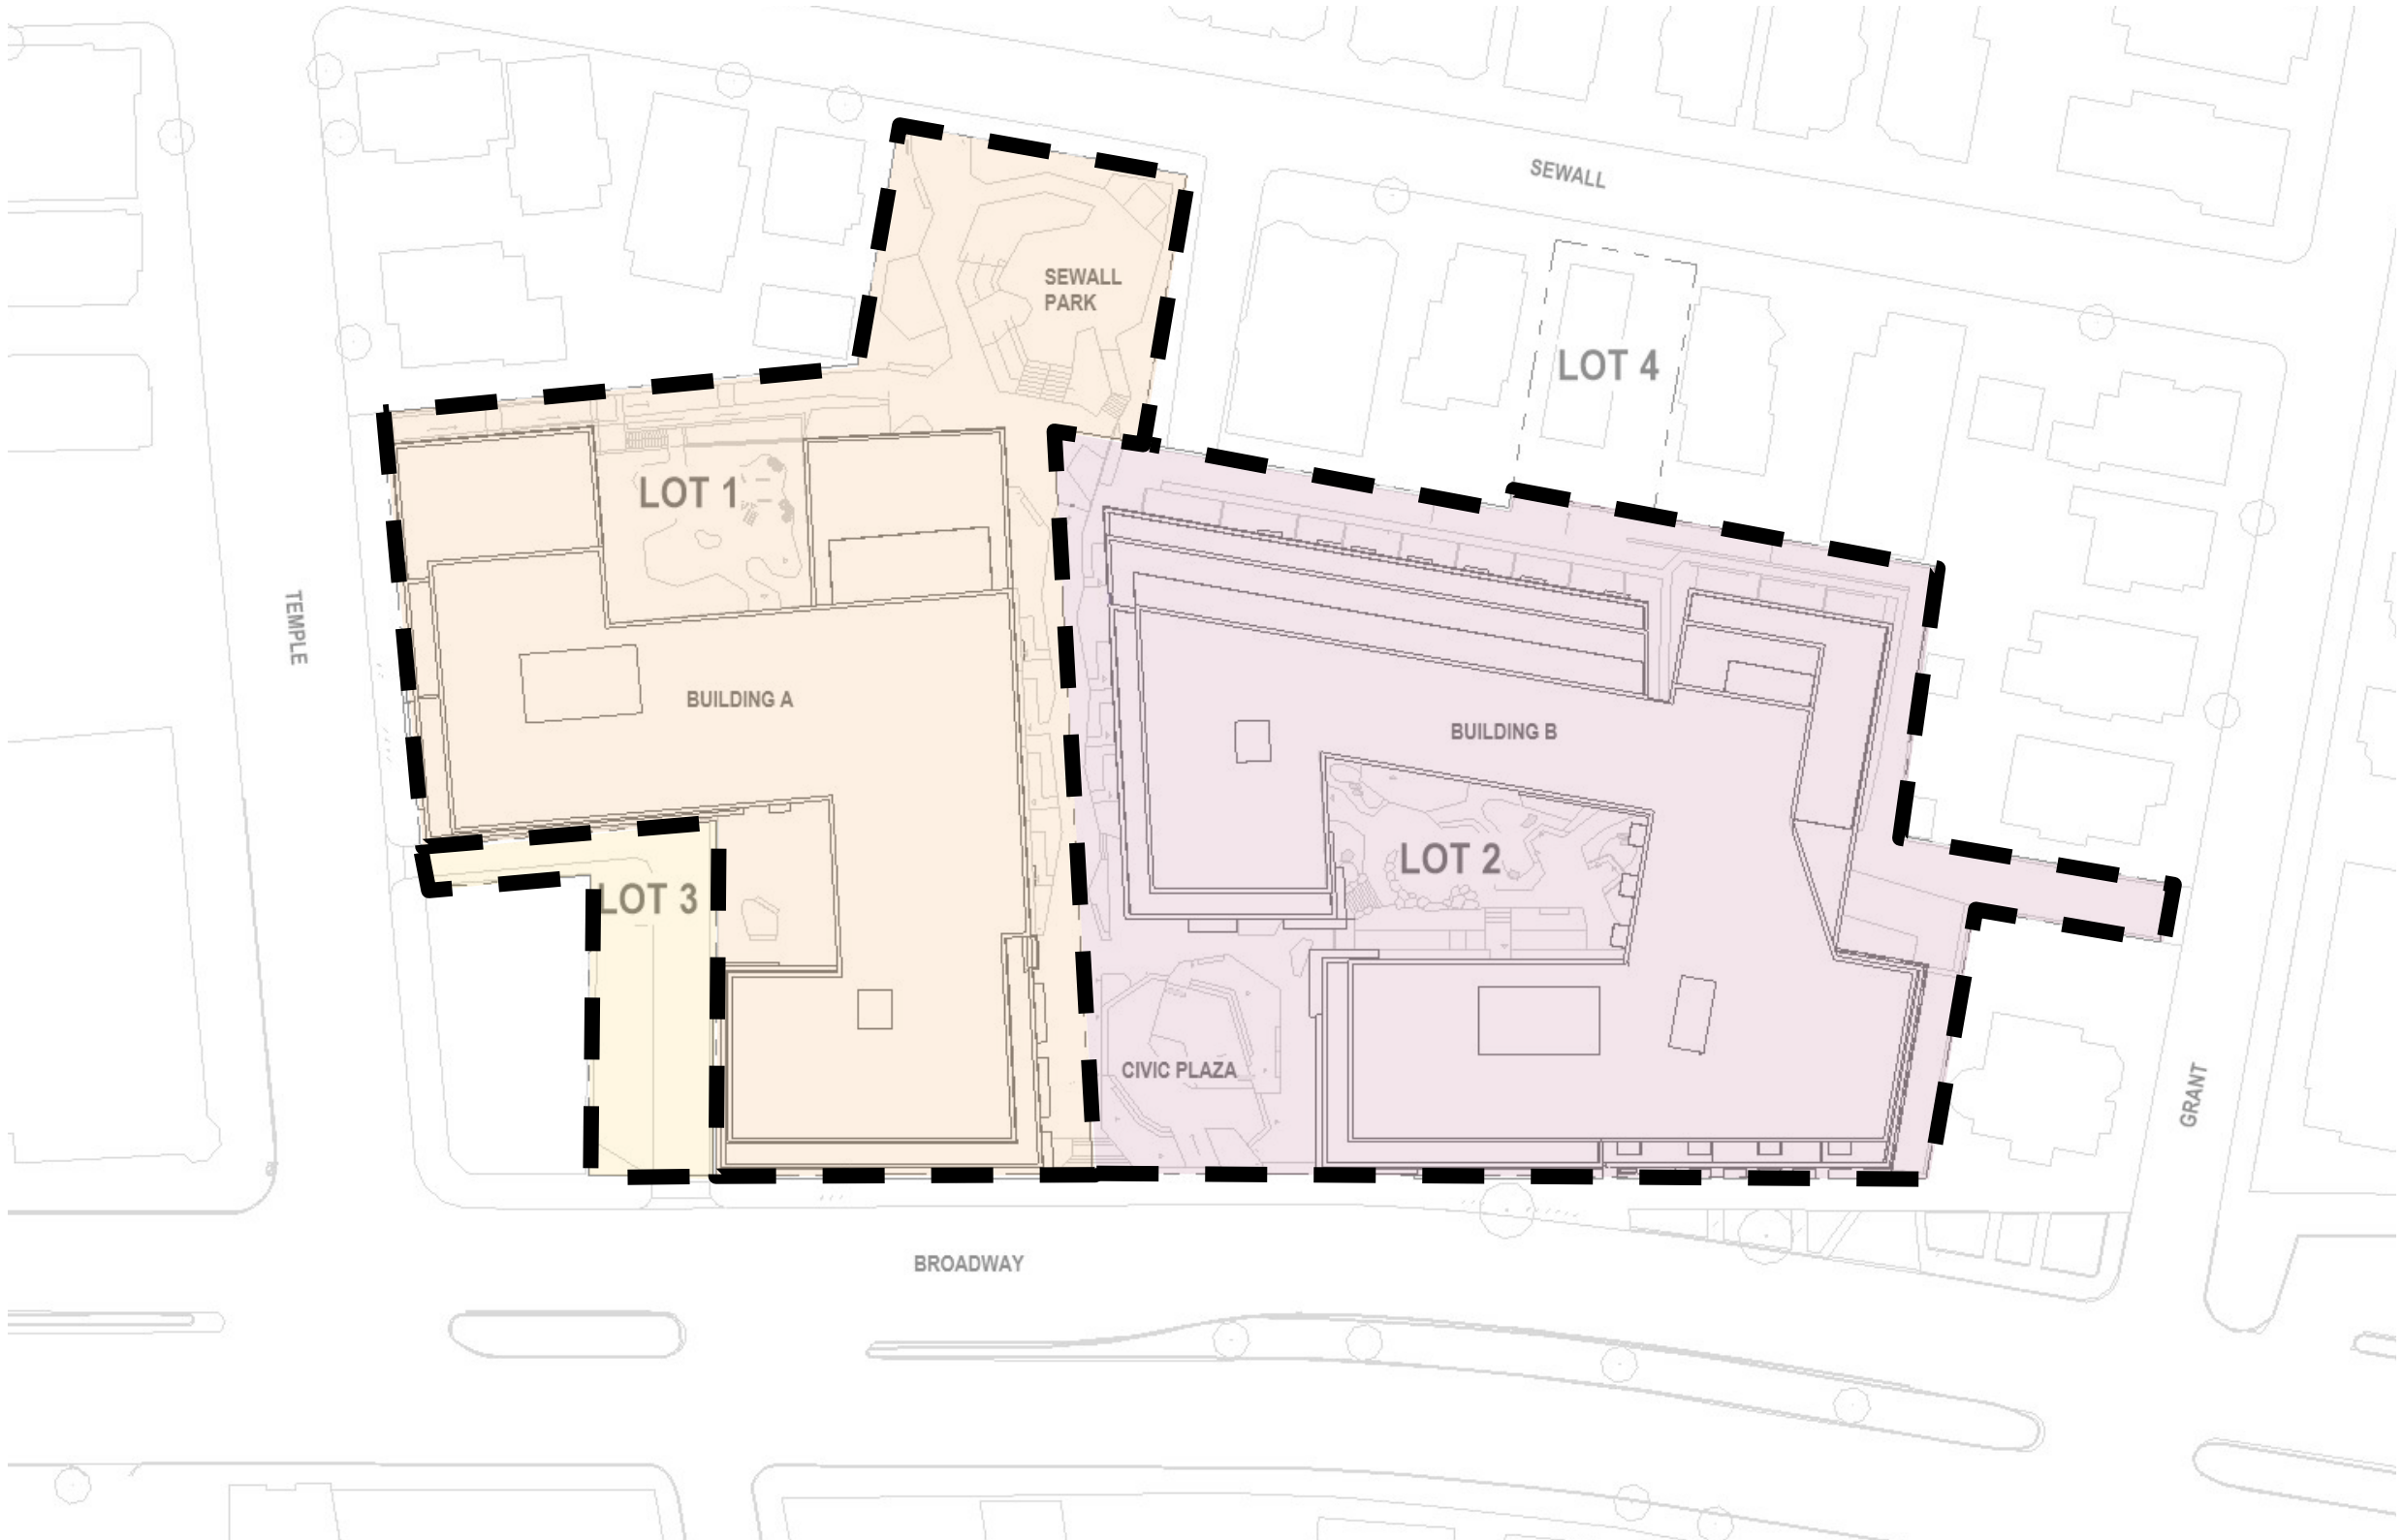 SEWALL
SEWALL
PARK
LOT 4
LOT 1
TEMPLE
BUILDING A
BUILDING B
LOT 2
LOT 3
CIVIC PLAZA
GRANT
BROADWAY